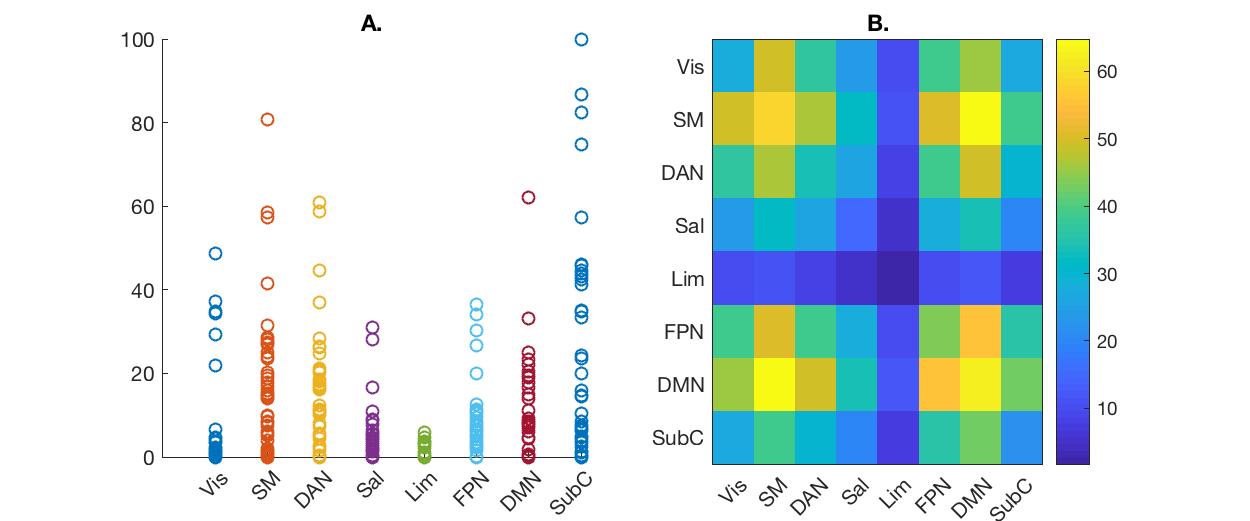 A.
100
80
60
40
20
0
Vis
SM
DAN
Sal
Lim
FPN
DMN
SubC
B.
Vis
SM
DAN
Sal
Lim
FPN
DMN
SubC
Vis
SM
DAN
Sal
Lim
FPN
DMN
SubC
60
50
40
30
20
10